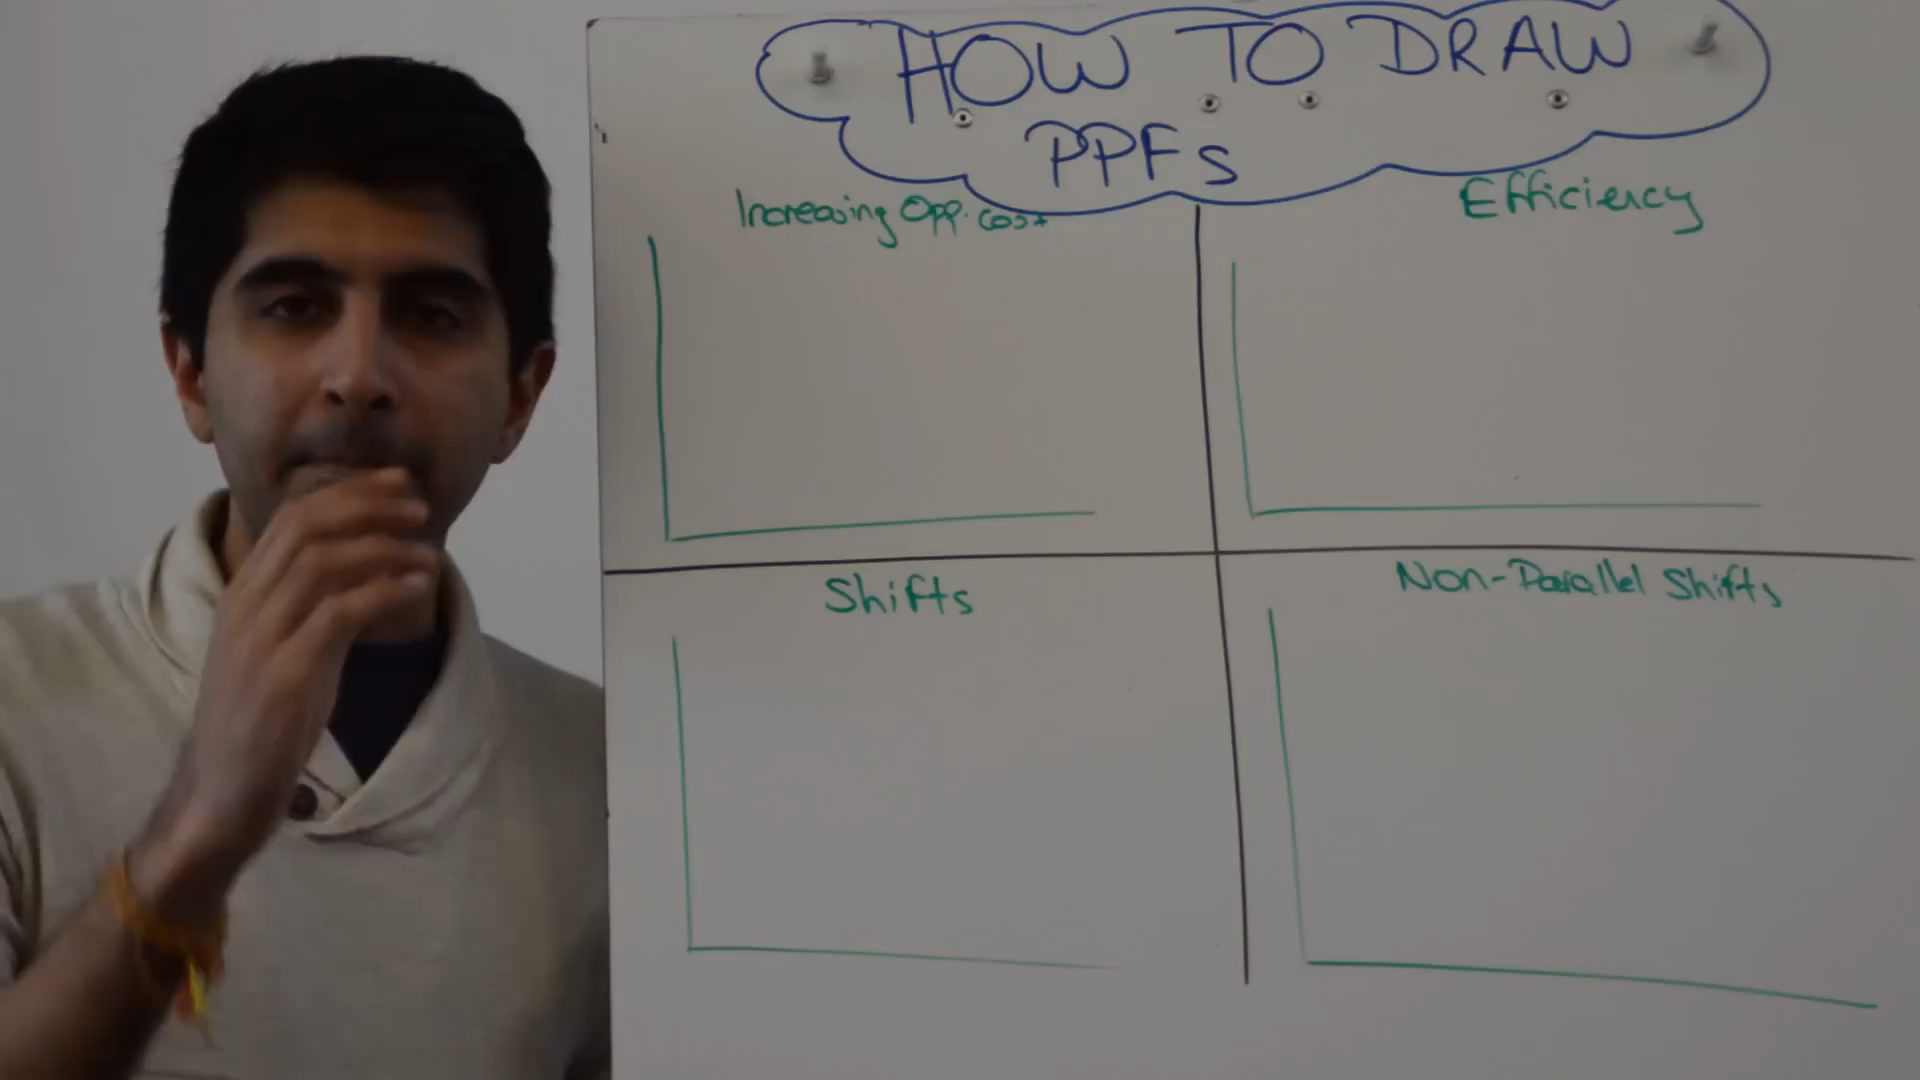 HOW TO DRAW
PPFs
Increasing Opp. Cost
Efficiency
Shifts
Non-Parallel Shifts